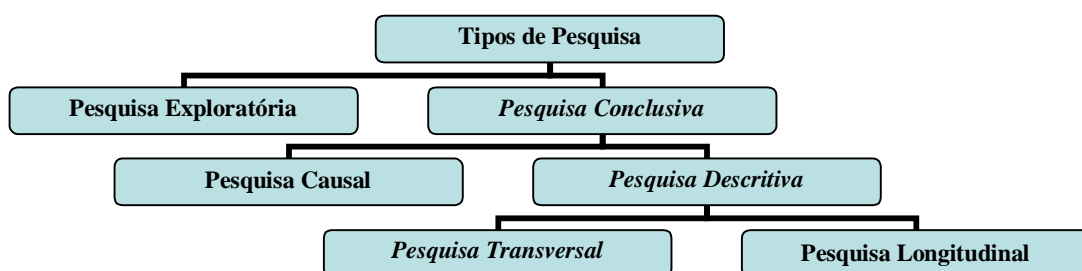 Tipos de Pesquisa
Pesquisa Exploratória
Pesquisa Conclusiva
Pesquisa Causal
Pesquisa Descritiva
Pesquisa Transversal
Pesquisa Longitudinal